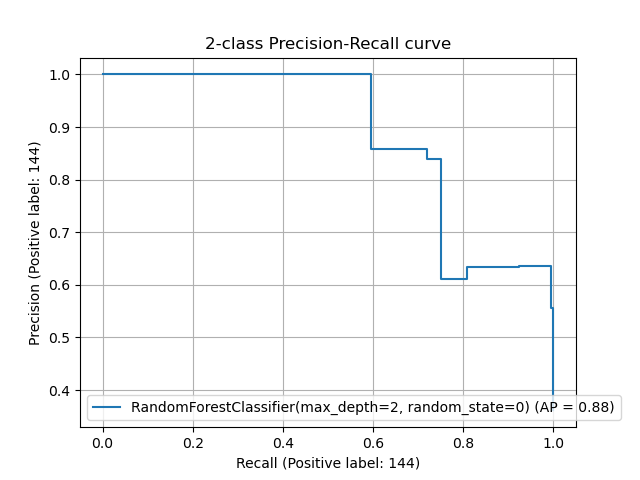 2-class Precision-Recall curve
Precision (Positive label: 144)
1.0
0.9
0.8
0.7
0.6
0.5
0.4
RandomForestClassifier(max_depth=2, random_state=0) (AP = 0.88)
0.0 0.2 0.4 0.6 0.8 1.0
Recall (Positive label: 144)